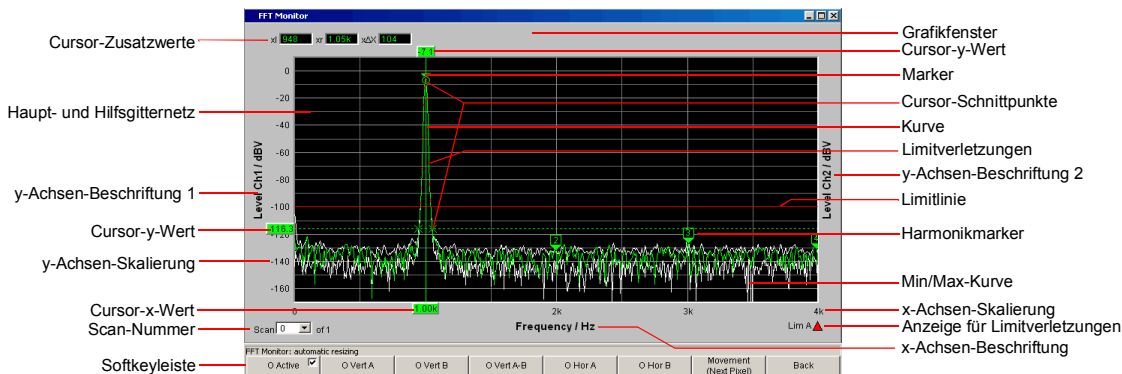 FFT Monitor
Cursor-Zusatzwerte
xl 948 xr 1.05k xΔX 104
Grafikfenster
-7.1
Cursor-y-Wert
0
Marker
-20
Haupt- und Hilfsgitternetz
Cursor-Schnittpunkte
-40
Kurve
-60
Limitverletzungen
Level Ch1 / dBV
Level Ch2 / dBV
-80
y-Achsen-Beschriftung 1
y-Achsen-Beschriftung 2
-100
Limitlinie
Cursor-y-Wert
-116.3
-120
2
3
Harmonikmarker
y-Achsen-Skalierung
-140
-160
Min/Max-Kurve
Cursor-x-Wert
0
1.00k
2k
3k
4k
x-Achsen-Skalierung
Scan-Nummer
Scan 0 of 1
Frequency / Hz
Lim A
Anzeige für Limitverletzungen
x-Achsen-Beschriftung
FFT Monitor: automatic resizing
Softkeyleiste
O Active
O Vert A
O Vert B
O Vert A-B
O Hor A
O Hor B
Movement
(Next Pixel)
Back